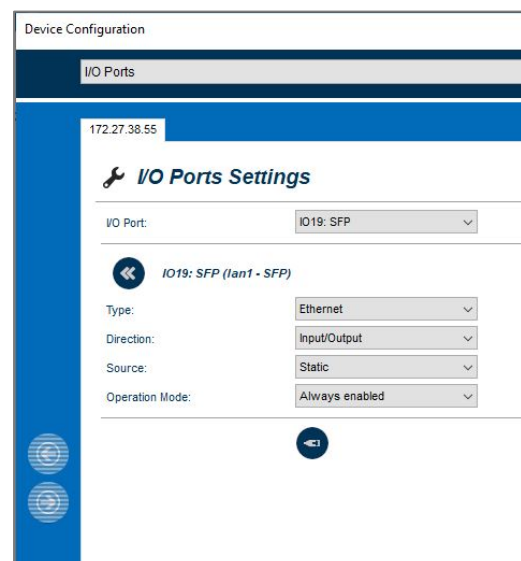 Device Configuration
I/O Ports
172.27.38.55
I/O Ports Settings
I/O Port: IO19: SFP
IO19: SFP (lan1 - SFP)
Type: Ethernet
Direction: Input/Output
Source: Static
Operation Mode: Always enabled